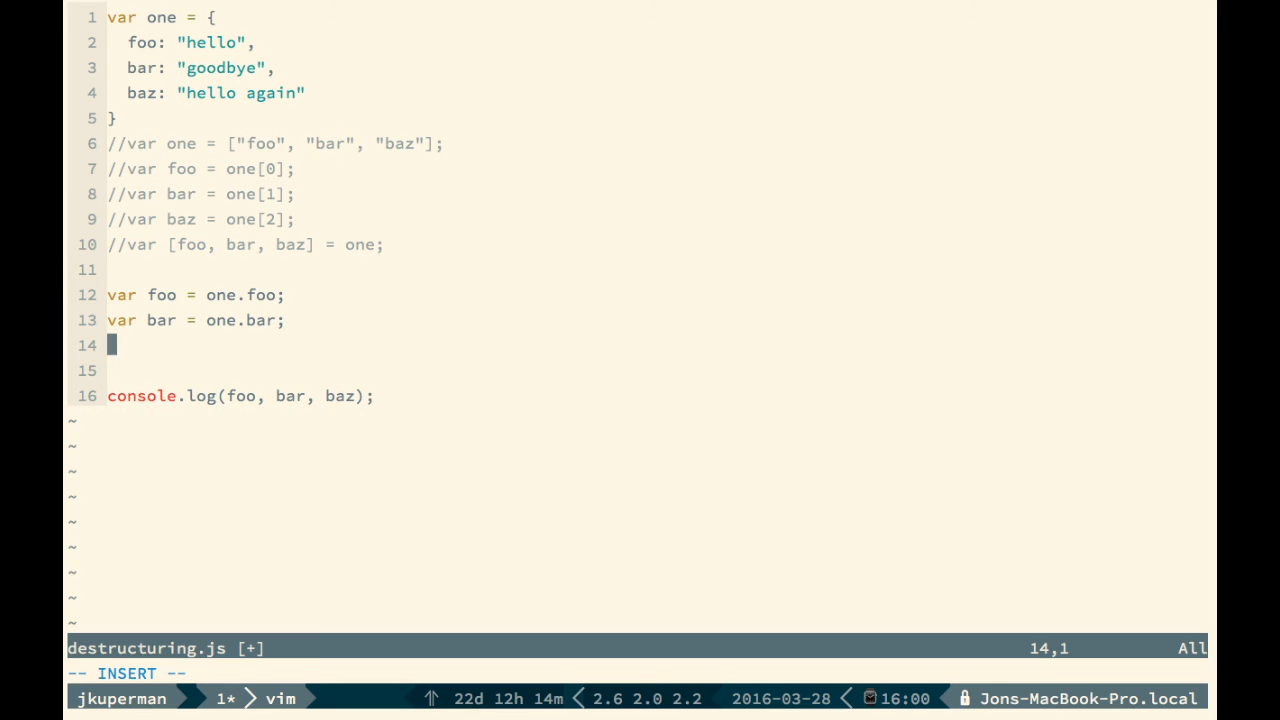 1 var one = {
2   foo: "hello",
3   bar: "goodbye",
4   baz: "hello again"
5 }
6 //var one = ["foo", "bar", "baz"];
7 //var foo = one[0];
8 //var bar = one[1];
9 //var baz = one[2];
10 //var [foo, bar, baz] = one;
11
12 var foo = one.foo;
13 var bar = one.bar;
14
15
16 console.log(foo, bar, baz);
~
~
~
~
~
~
~
~
~
destructuring.js [+] 14,1 All
-- INSERT --
jkuperman 1* vim 22d 12h 14m 2.6 2.0 2.2 2016-03-28 16:00 Jons-MacBook-Pro.local